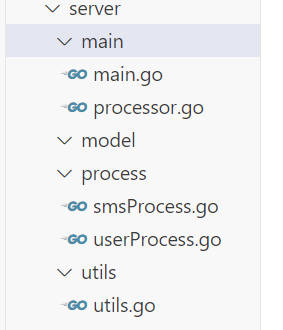 server
main
GO main.go
GO processor.go
model
process
GO smsProcess.go
GO userProcess.go
utils
GO utils.go